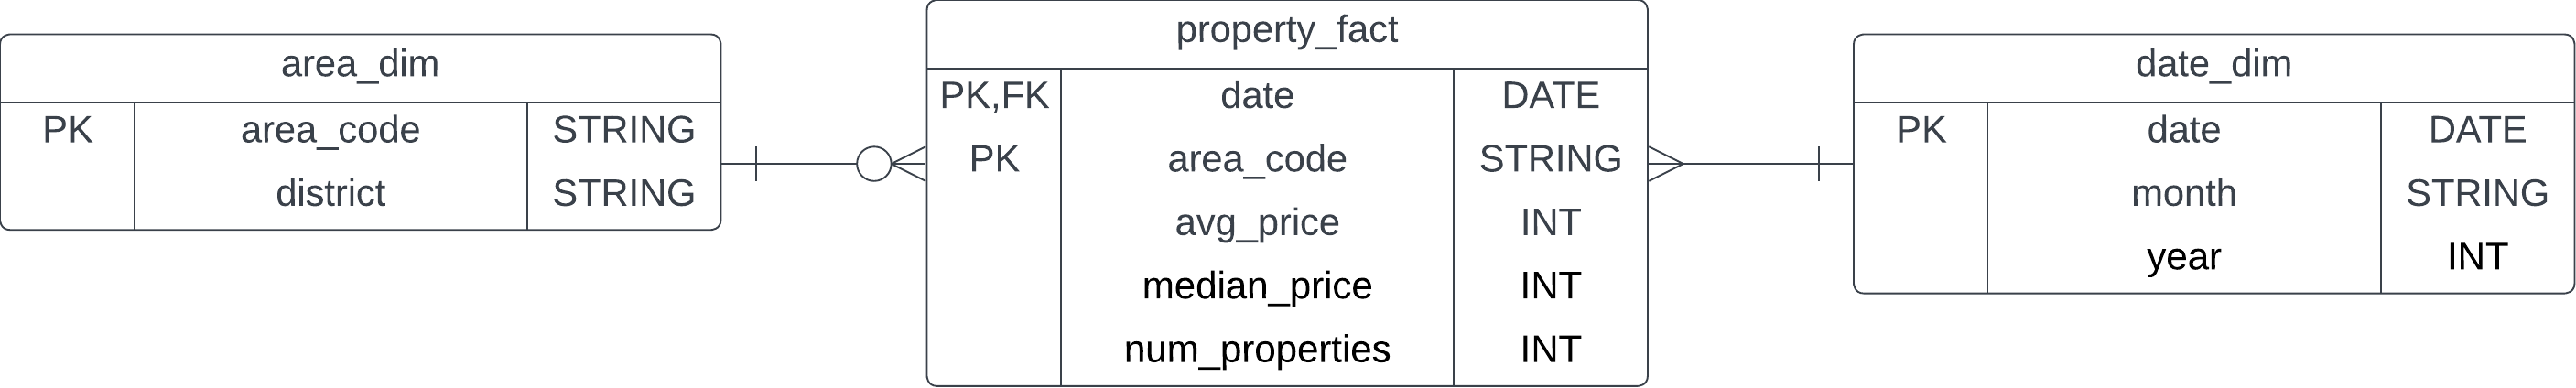 area_dim
PK area_code STRING
district STRING
property_fact
PK,FK date DATE
PK area_code STRING
avg_price INT
median_price INT
num_properties INT
date_dim
PK date DATE
month STRING
year INT